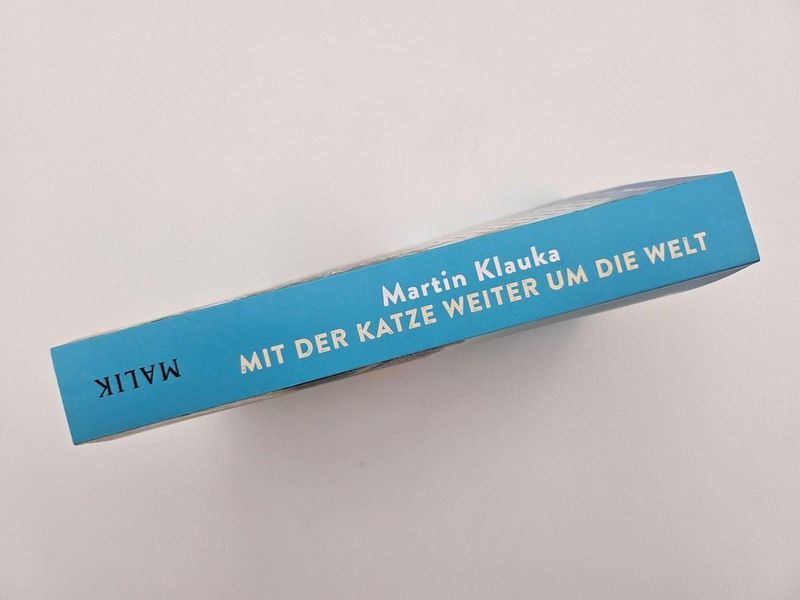 Martin Klauka
MIT DER KATZE WEITER UM DIE WELT
MALIK